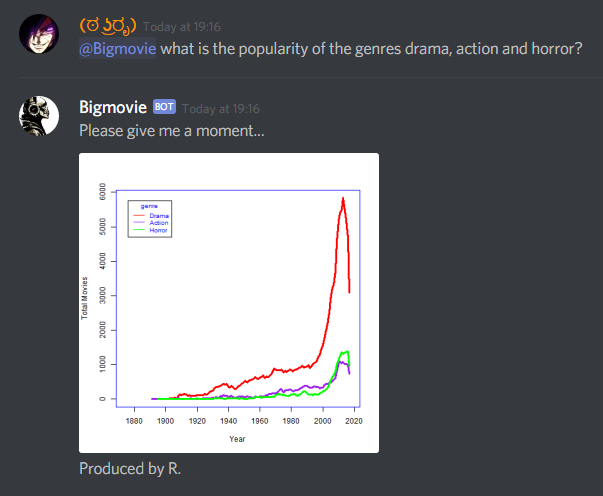 (ಠ ʖ̯ರೃ) Today at 19:16
@Bigmovie what is the popularity of the genres drama, action and horror?
Bigmovie BOT Today at 19:16
Please give me a moment...
genre
Drama
Action
Horror
Total Movies
6000
5000
4000
3000
2000
1000
0
1880 1900 1920 1940 1960 1980 2000 2020
Year
Produced by R.